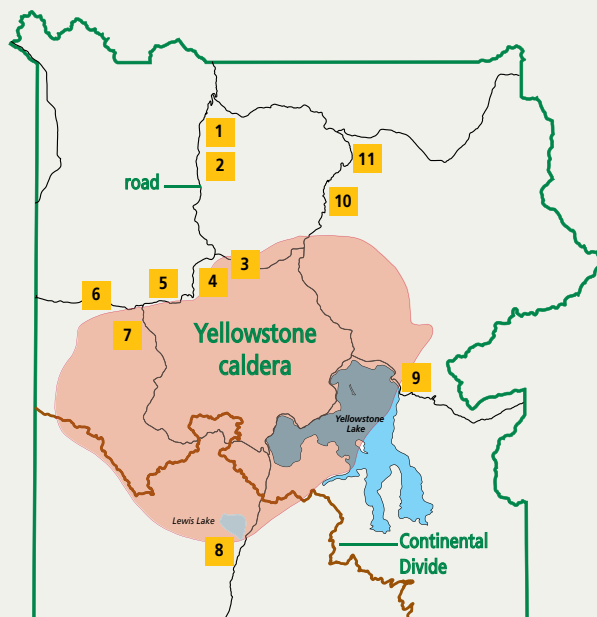 1
2
11
road
10
3
5
4
6
7
Yellowstone
caldera
9
Yellowstone
Lake
Lewis Lake
8
Continental
Divide